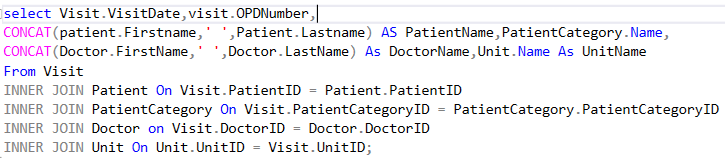 select Visit.VisitDate,visit.OPDNumber,
CONCAT(patient.Firstname,' ',Patient.Lastname) AS PatientName,PatientCategory.Name,
CONCAT(Doctor.FirstName,' ',Doctor.LastName) As DoctorName,Unit.Name As UnitName
From Visit
INNER JOIN Patient On Visit.PatientID = Patient.PatientID
INNER JOIN PatientCategory On Visit.PatientCategoryID = PatientCategory.PatientCategoryID
INNER JOIN Doctor on Visit.DoctorID = Doctor.DoctorID
INNER JOIN Unit On Unit.UnitID = Visit.UnitID;